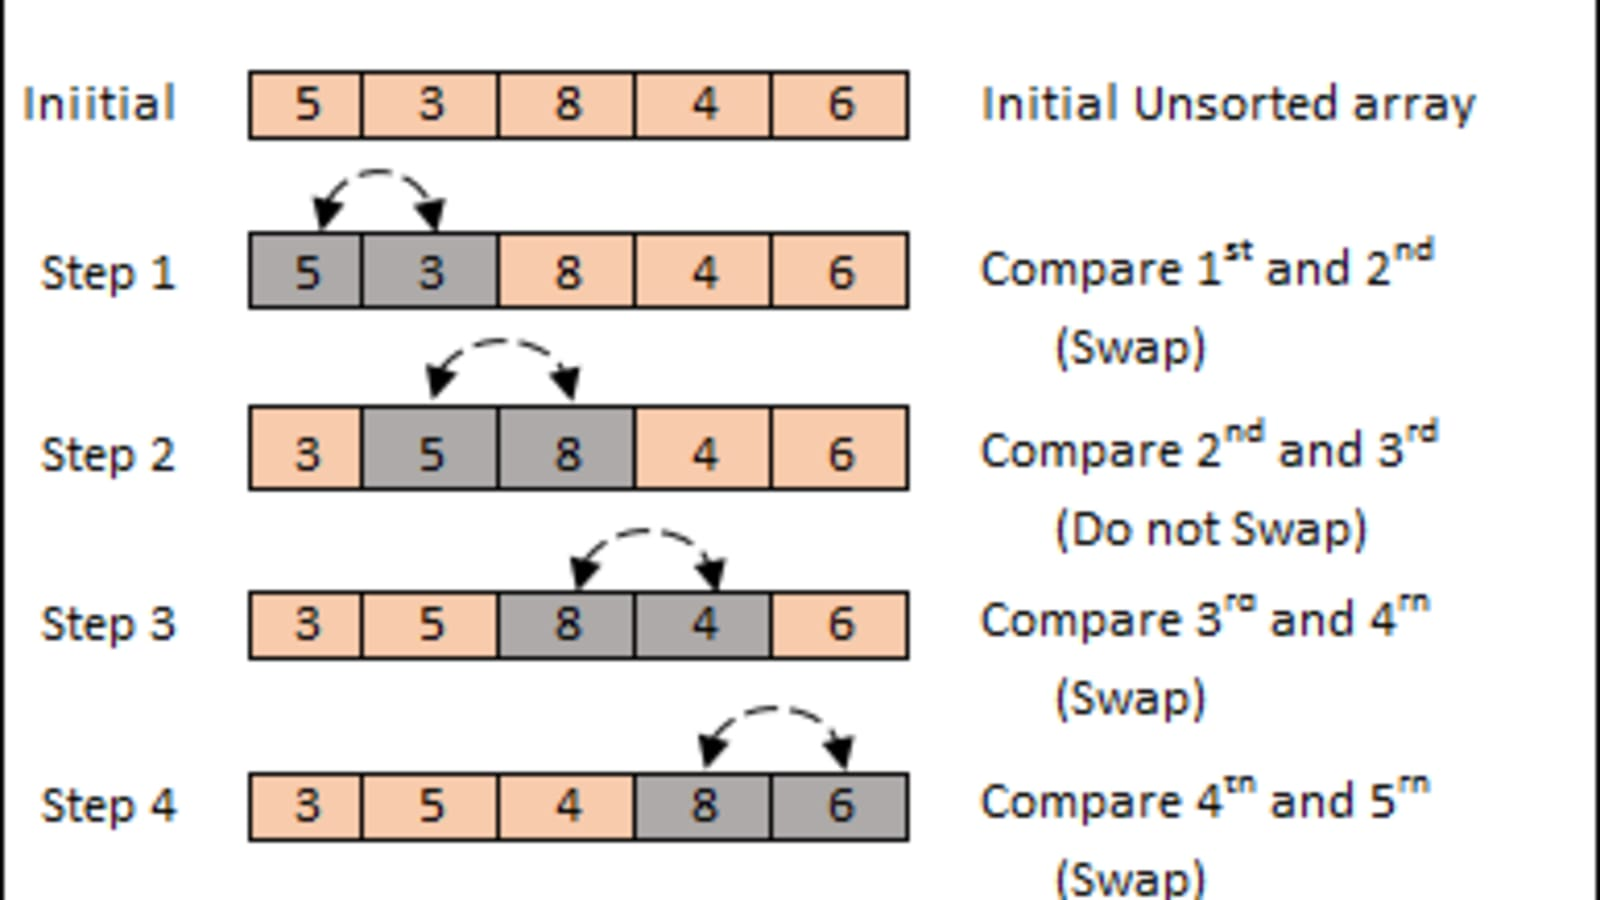 Iniitial 5 3 8 4 6 Initial Unsorted array
Step 1 5 3 8 4 6 Compare 1st and 2nd
(Swap)
Step 2 3 5 8 4 6 Compare 2nd and 3rd
(Do not Swap)
Step 3 3 5 8 4 6 Compare 3rd and 4th
(Swap)
Step 4 3 5 4 8 6 Compare 4th and 5th
(Swap)